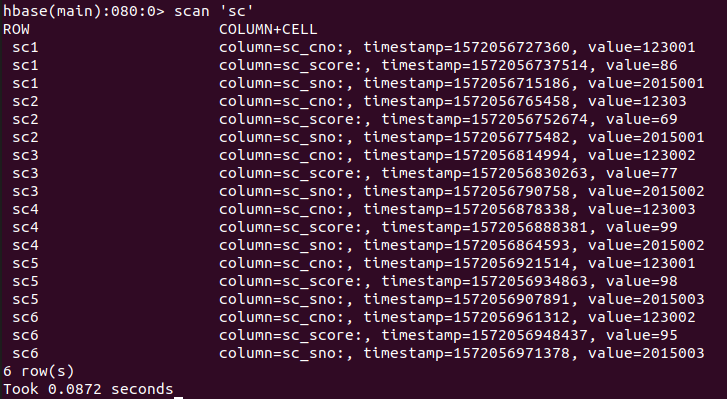 hbase(main):080:0> scan 'sc'
ROW                        COLUMN+CELL
 sc1                       column=sc_cno:, timestamp=1572056727360, value=123001
 sc1                       column=sc_score:, timestamp=1572056737514, value=86
 sc1                       column=sc_sno:, timestamp=1572056715186, value=2015001
 sc2                       column=sc_cno:, timestamp=1572056765458, value=12303
 sc2                       column=sc_score:, timestamp=1572056752674, value=69
 sc2                       column=sc_sno:, timestamp=1572056775482, value=2015001
 sc3                       column=sc_cno:, timestamp=1572056814994, value=123002
 sc3                       column=sc_score:, timestamp=1572056830263, value=77
 sc3                       column=sc_sno:, timestamp=1572056790758, value=2015002
 sc4                       column=sc_cno:, timestamp=1572056878338, value=123003
 sc4                       column=sc_score:, timestamp=1572056888381, value=99
 sc4                       column=sc_sno:, timestamp=1572056864593, value=2015002
 sc5                       column=sc_cno:, timestamp=1572056921514, value=123001
 sc5                       column=sc_score:, timestamp=1572056934863, value=98
 sc5                       column=sc_sno:, timestamp=1572056907891, value=2015003
 sc6                       column=sc_cno:, timestamp=1572056961312, value=123002
 sc6                       column=sc_score:, timestamp=1572056948437, value=95
 sc6                       column=sc_sno:, timestamp=1572056971378, value=2015003
6 row(s)
Took 0.0872 seconds